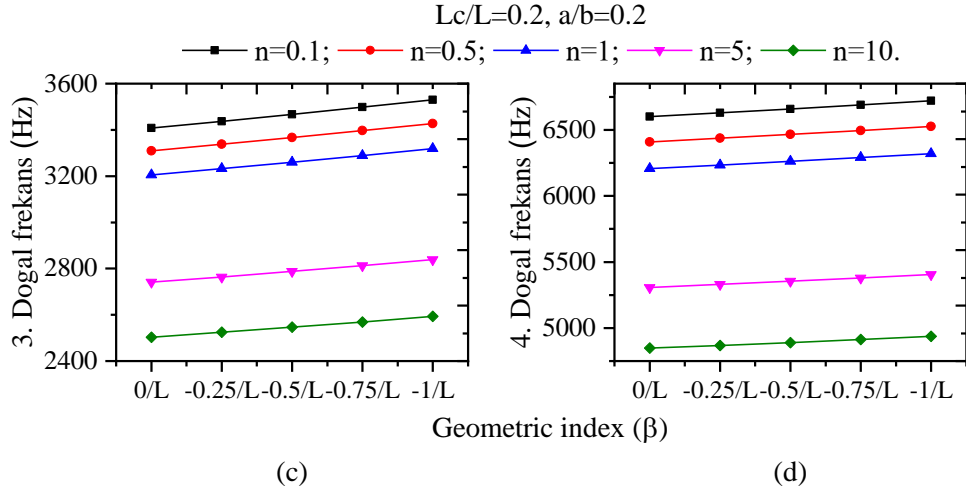 Lc/L=0.2, a/b=0.2
n=0.1; n=0.5; n=1; n=5; n=10.
3. Dogal frekans (Hz)
3600
3200
2800
2400
0/L -0.25/L -0.5/L -0.75/L -1/L
4. Dogal frekans (Hz)
6500
6000
5500
5000
0/L -0.25/L -0.5/L -0.75/L -1/L
Geometric index (β)
(c) (d)